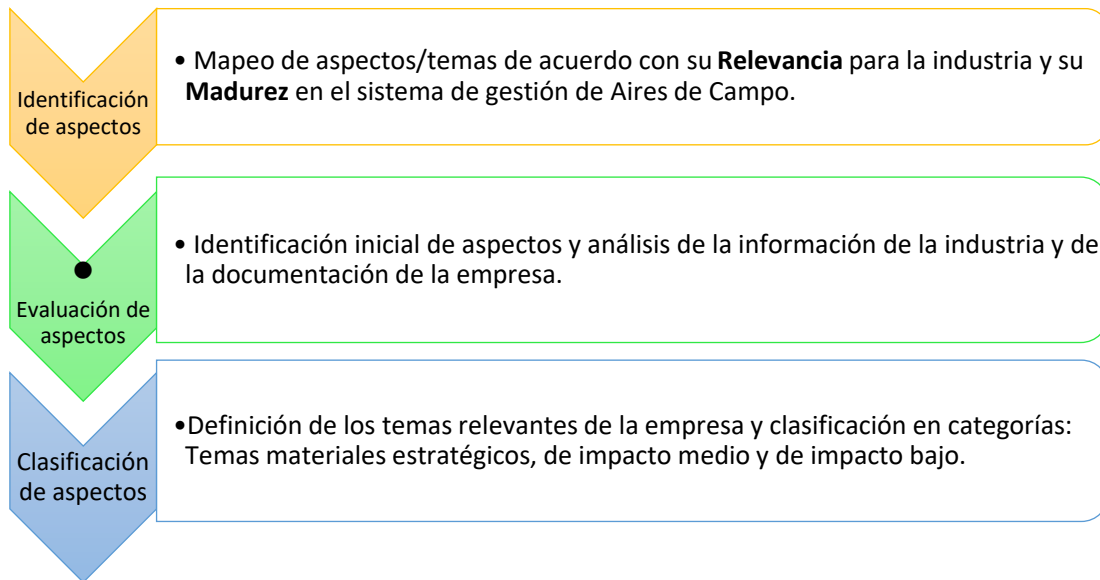 Identificación
de aspectos
• Mapeo de aspectos/temas de acuerdo con su Relevancia para la industria y su
Madurez en el sistema de gestión de Aires de Campo.
Evaluación de
aspectos
• Identificación inicial de aspectos y análisis de la información de la industria y de
la documentación de la empresa.
Clasificación
de aspectos
•Definición de los temas relevantes de la empresa y clasificación en categorías:
Temas materiales estratégicos, de impacto medio y de impacto bajo.